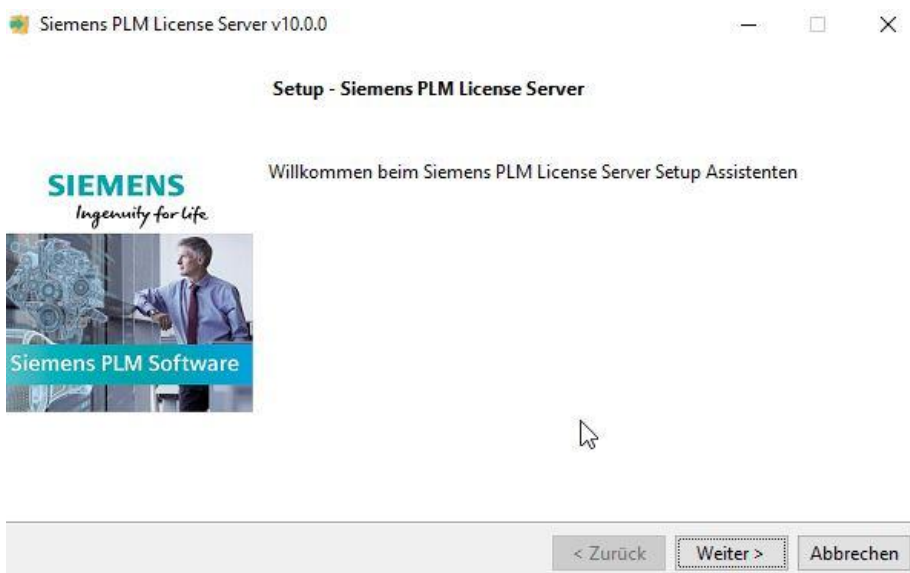 Siemens PLM License Server v10.0.0
Setup - Siemens PLM License Server
Willkommen beim Siemens PLM License Server Setup Assistenten
SIEMENS
Ingenuity for life
Siemens PLM Software
< Zurück
Weiter >
Abbrechen